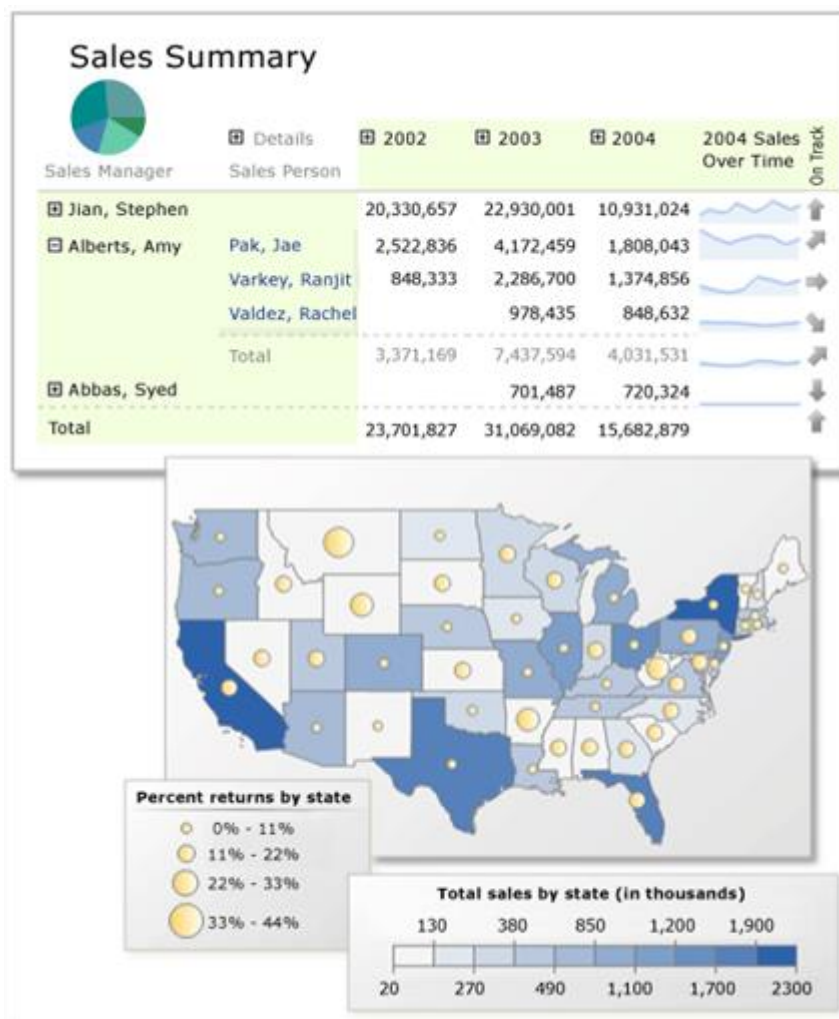 Sales Summary
Sales Manager
⊞ Details
Sales Person
⊞ 2002 ⊞ 2003 ⊞ 2004 2004 Sales
Over Time
On Track
⊞ Jian, Stephen 20,330,657 22,930,001 10,931,024
⊟ Alberts, Amy Pak, Jae 2,522,836 4,172,459 1,808,043
Varkey, Ranjit 848,333 2,286,700 1,374,856
Valdez, Rachel 978,435 848,632
Total 3,371,169 7,437,594 4,031,531
⊞ Abbas, Syed 701,487 720,324
Total 23,701,827 31,069,082 15,682,879
Percent returns by state
0% - 11%
11% - 22%
22% - 33%
33% - 44%
Total sales by state (in thousands)
130 380 850 1,200 1,900
20 270 490 1,100 1,700 2300